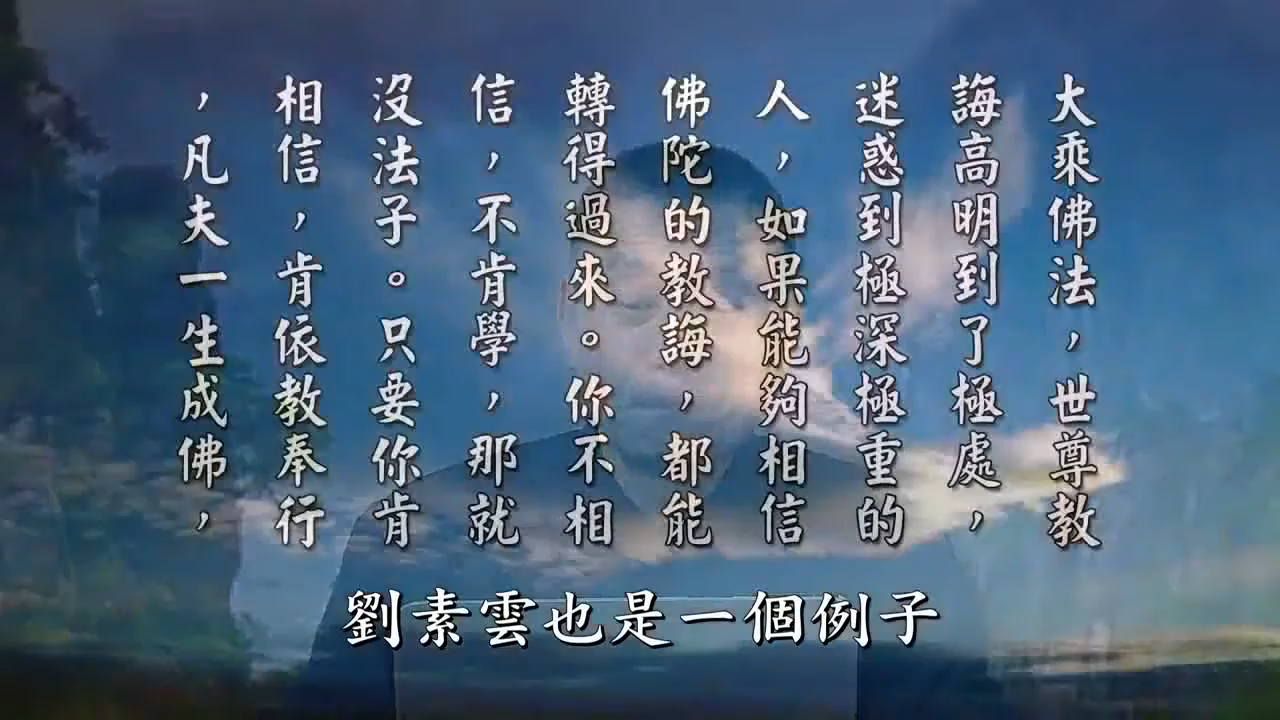 大乘佛法，世尊教
誨高明到了極處，
迷惑到極深極重的
人，如果能夠相信
佛陀的教誨，都能
轉得過來。你不相
信，不肯學，那就
沒法子。只要你肯
相信，肯依教奉行
，凡夫一生成佛，
劉素雲也是一個例子